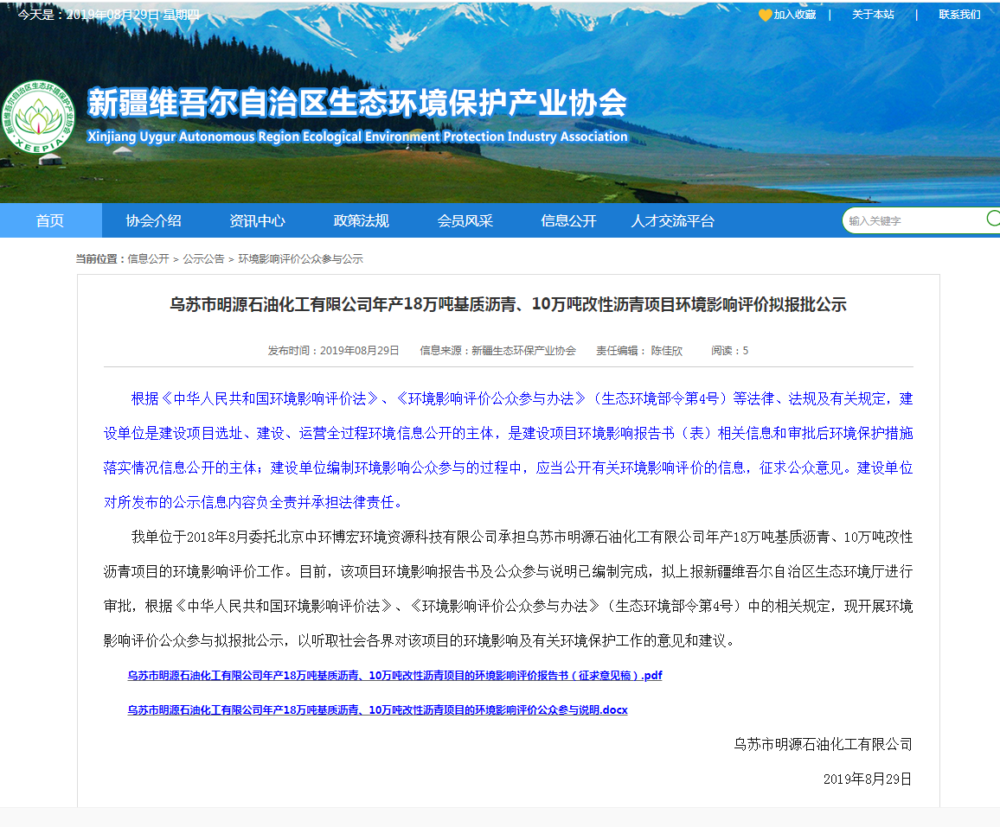 今天是：2019年08月29日 星期四
加入收藏 | 关于本站 | 联系我们
新疆维吾尔自治区生态环境保护产业协会
Xinjiang Uygur Autonomous Region Ecological Environment Protection Industry Association
新疆维吾尔自治区生态环境保护产业协会
XEEPIA
首页 协会介绍 资讯中心 政策法规 会员风采 信息公开 人才交流平台 输入关键字
当前位置：信息公开 > 公示公告 > 环境影响评价公众参与公示
乌苏市明源石油化工有限公司年产18万吨基质沥青、10万吨改性沥青项目环境影响评价拟报批公示
发布时间：2019年08月29日 信息来源：新疆生态环保产业协会 责任编辑： 陈佳欣 阅读：5
根据《中华人民共和国环境影响评价法》、《环境影响评价公众参与办法》（生态环境部令第4号）等法律、法规及有关规定，建
设单位是建设项目选址、建设、运营全过程环境信息公开的主体，是建设项目环境影响报告书（表）相关信息和审批后环境保护措施
落实情况信息公开的主体；建设单位编制环境影响公众参与的过程中，应当公开有关环境影响评价的信息，征求公众意见。建设单位
对所发布的公示信息内容负全责并承担法律责任。
我单位于2018年8月委托北京中环博宏环境资源科技有限公司承担乌苏市明源石油化工有限公司年产18万吨基质沥青、10万吨改性
沥青项目的环境影响评价工作。目前，该项目环境影响报告书及公众参与说明已编制完成，拟上报新疆维吾尔自治区生态环境厅进行
审批，根据《中华人民共和国环境影响评价法》、《环境影响评价公众参与办法》（生态环境部令第4号）中的相关规定，现开展环境
影响评价公众参与拟报批公示，以听取社会各界对该项目的环境影响及有关环境保护工作的意见和建议。
乌苏市明源石油化工有限公司年产18万吨基质沥青、10万吨改性沥青项目的环境影响评价报告书（征求意见稿）.pdf
乌苏市明源石油化工有限公司年产18万吨基质沥青、10万吨改性沥青项目的环境影响评价公众参与说明.docx
乌苏市明源石油化工有限公司
2019年8月29日